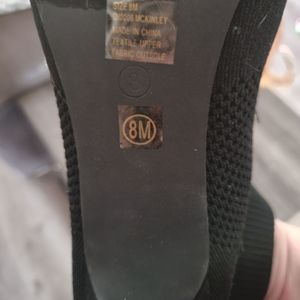 SIZE 8M
MCKINLEY
MADE IN CHINA
TEXTILE UPPER
FABRIC OUTSOLE
8M